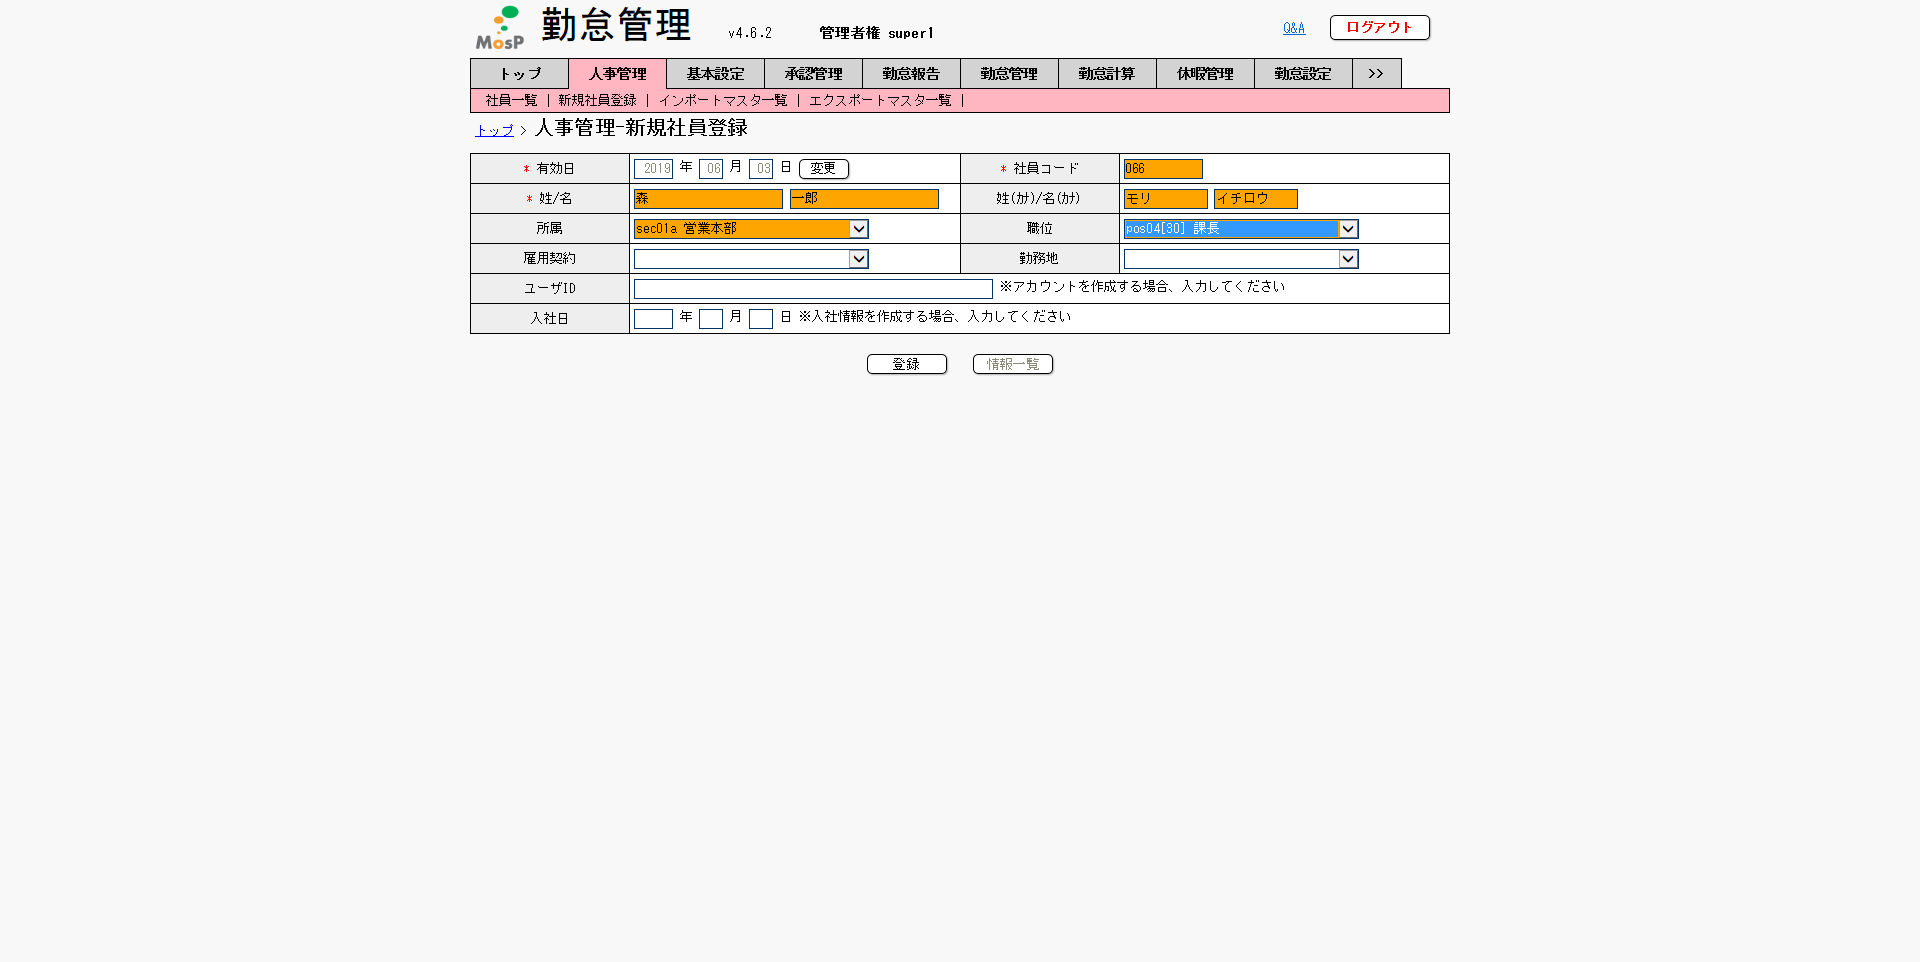 MosP 勤怠管理 v4.6.2 管理者権 super1 Q&A ログアウト
トップ 人事管理 基本設定 承認管理 勤怠報告 勤怠管理 勤怠計算 休暇管理 勤怠設定 >>
社員一覧 | 新規社員登録 | インポートマスタ一覧 | エクスポートマスタ一覧 |
トップ > 人事管理-新規社員登録
* 有効日 2019 年 06 月 03 日 変更 * 社員コード 066
* 姓/名 森 一郎 姓(ｶﾅ)/名(ｶﾅ) モリ イチロウ
所属 sec01a 営業本部 職位 pos04[30] 課長
雇用契約 勤務地
ユーザID ※アカウントを作成する場合、入力してください
入社日 年 月 日 ※入社情報を作成する場合、入力してください
登録 情報一覧